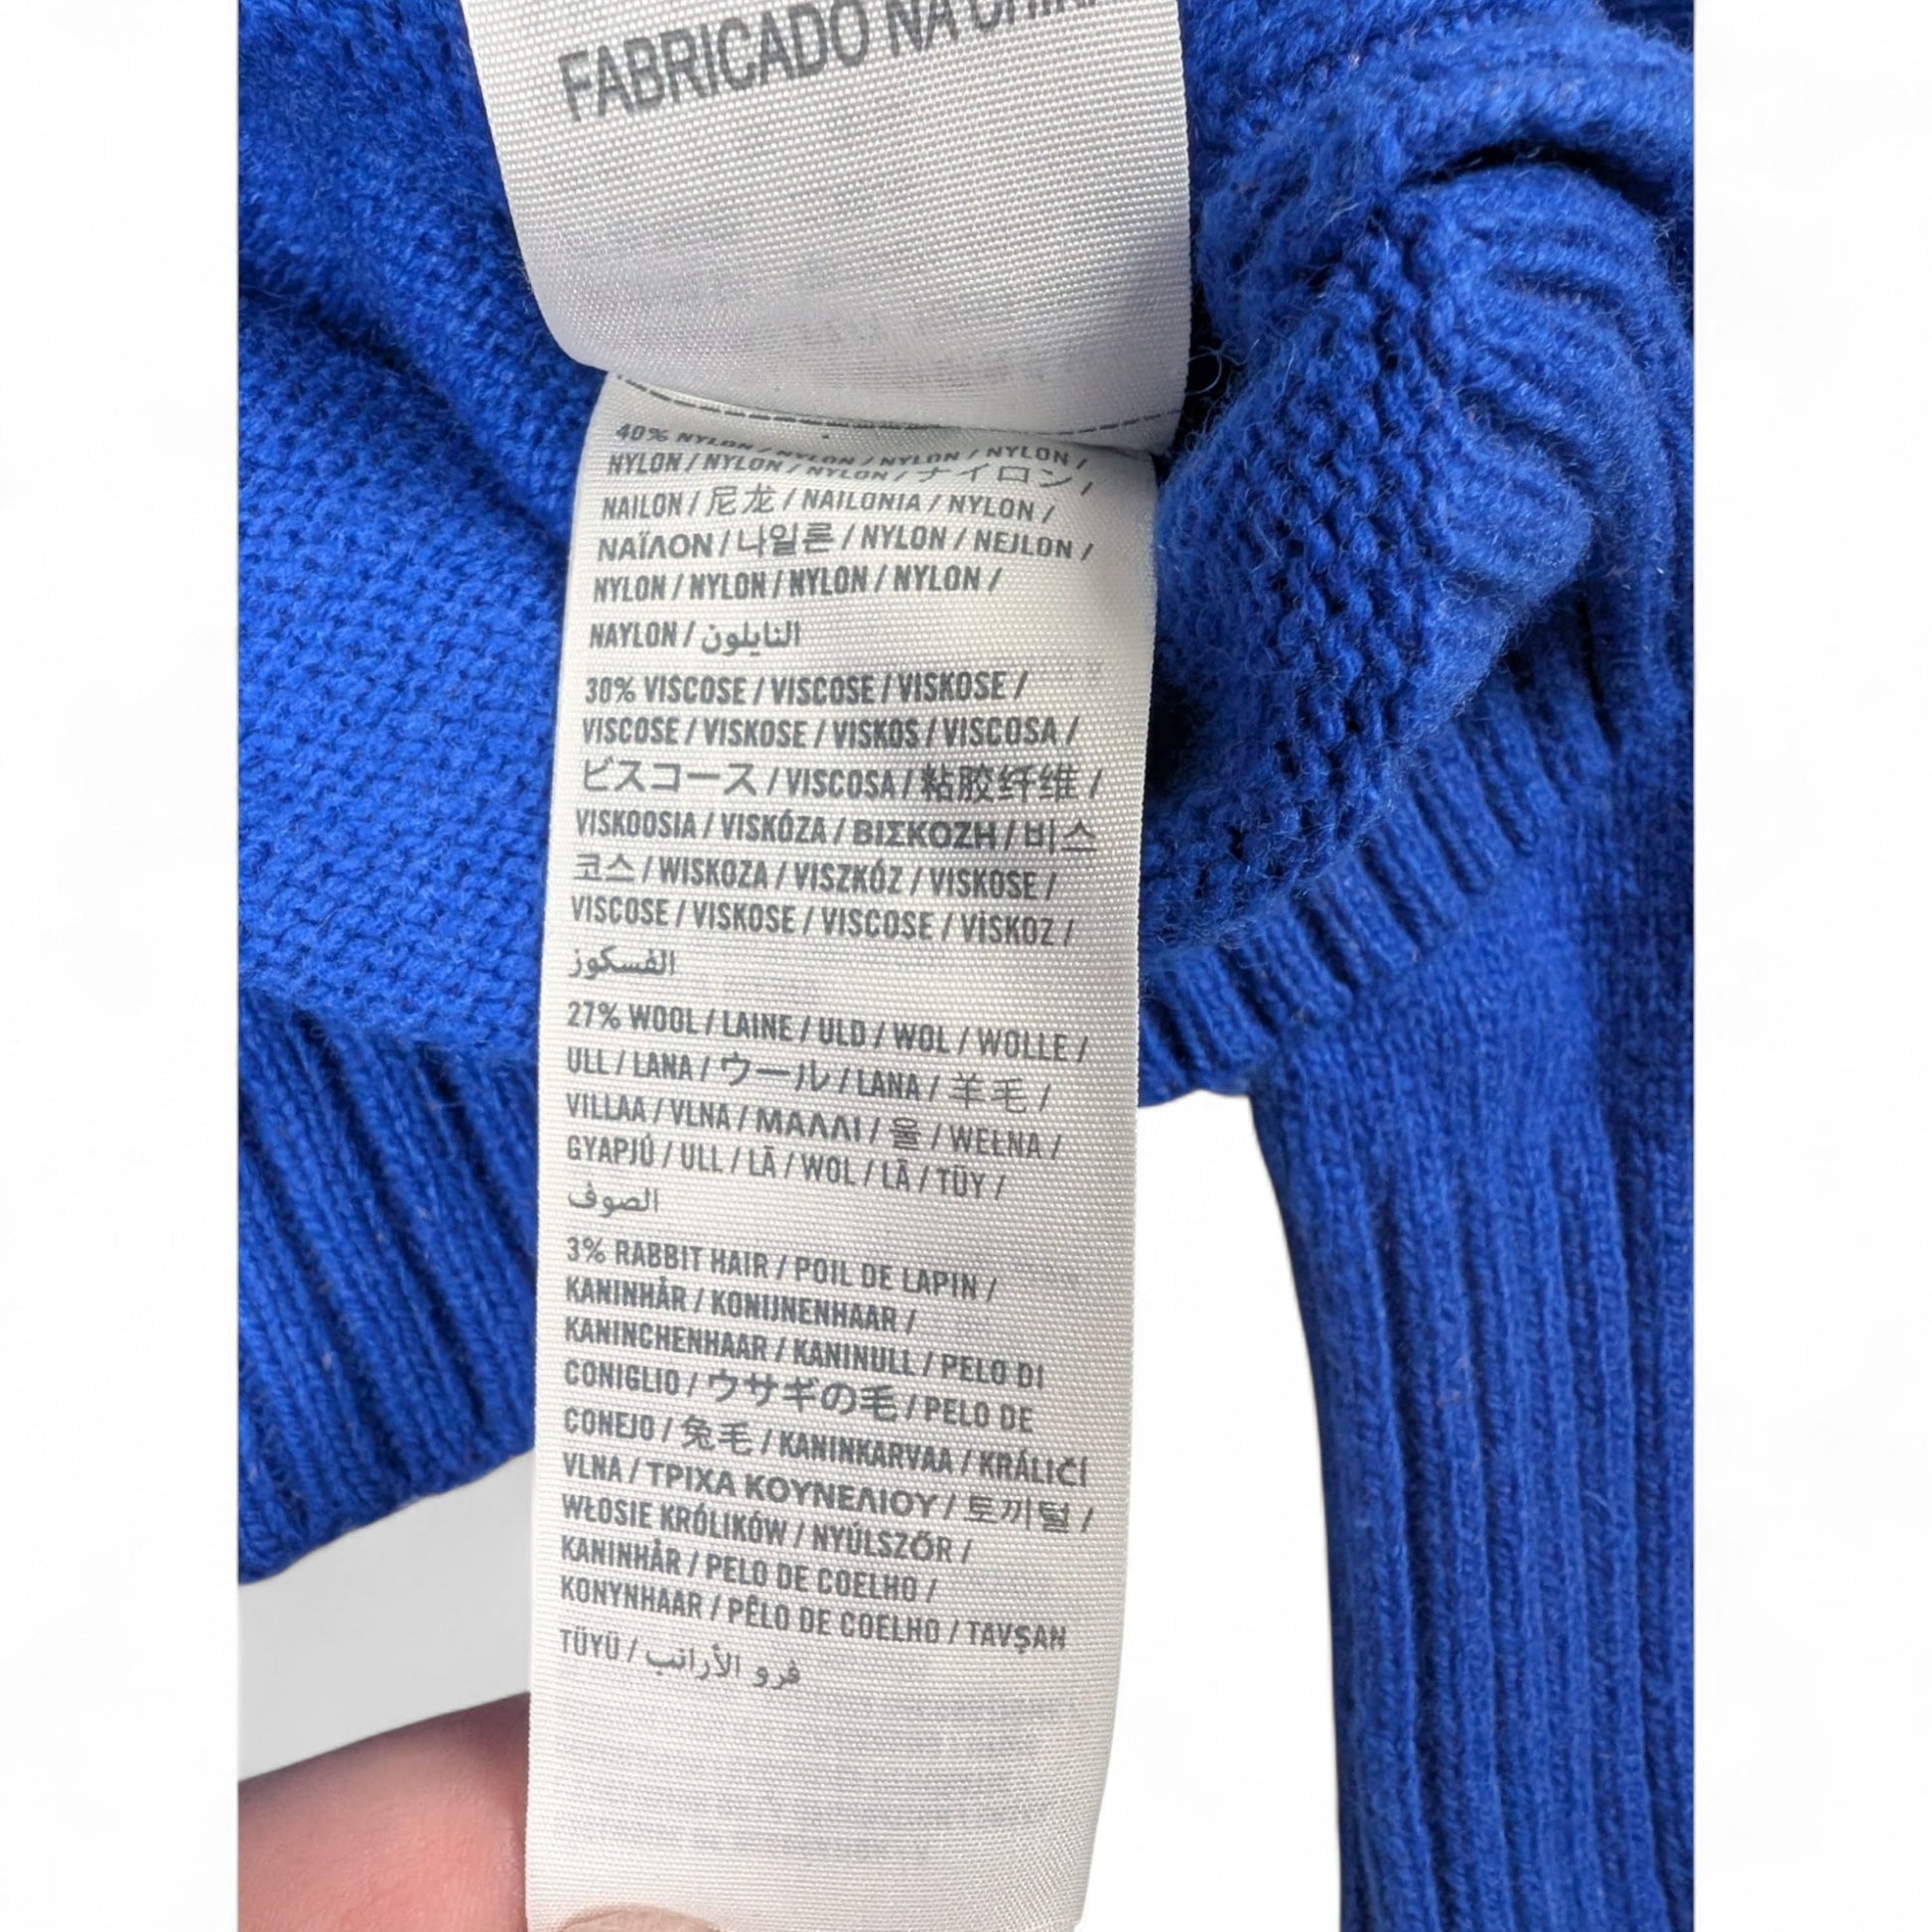 FABRICADO NA
40% NYLON / NYLON / NYLON / NYLON /
NYLON / NYLON / NYLON / ナイロン /
NAILON / 尼龙 / NAILONIA / NYLON /
ΝΑΪΛΟΝ / 나일론 / NYLON / NEJLON /
NYLON / NYLON / NYLON / NYLON /
NAYLON / النايلون
30% VISCOSE / VISCOSE / VISKOSE /
VISCOSE / VISKOSE / VISKOS / VISCOSA /
ビスコース / VISCOSA / 粘胶纤维 /
VISKOOSIA / VISKÓZA / ΒΙΣΚΟΖΗ / 비스
코스 / WISKOZA / VISZKÓZ / VISKOSE /
VISCOSE / VISKOSE / VISCOSE / VİSKOZ /
الفسكوز
27% WOOL / LAINE / ULD / WOL / WOLLE /
ULL / LANA / ウール / LANA / 羊毛 /
VILLAA / VLNA / ΜΑΛΛΙ / 울 / WEŁNA /
GYAPJÚ / ULL / LÃ / WOL / LÃ / TÜY /
الصوف
3% RABBIT HAIR / POIL DE LAPIN /
KANINHÅR / KONIJNENHAAR /
KANINCHENHAAR / KANINULL / PELO DI
CONIGLIO / ウサギの毛 / PELO DE
CONEJO / 兔毛 / KANINKARVAA / KRÁLIČÍ
VLNA / ΤΡΙΧΑ ΚΟΥΝΕΛΙΟΥ / 토끼털 /
WŁOSIE KRÓLIKÓW / NYÚLSZŐR /
KANINHÅR / PELO DE COELHO /
KONYNHAAR / PÊLO DE COELHO / TAVŞAN
TÜYÜ / فرو الأرانب